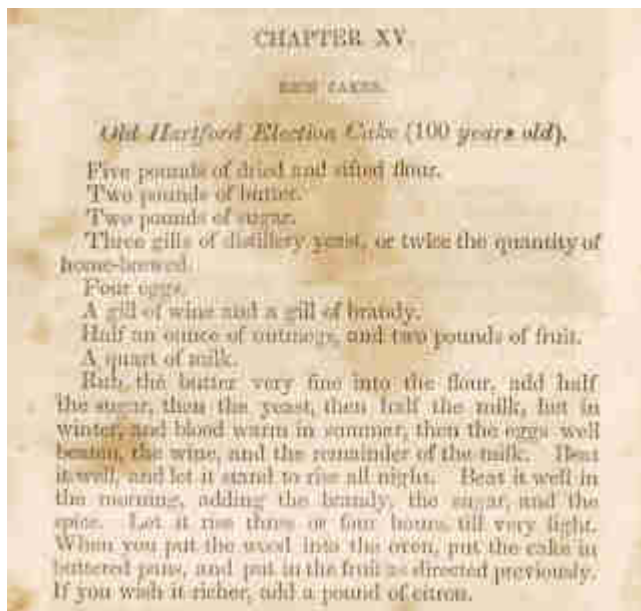 CHAPTER XV.
RICH CAKES.
Old Hartford Election Cake (100 years old).
Five pounds of dried and sifted flour.
Two pounds of butter.
Two pounds of sugar.
Three gills of distillery yeast, or twice the quantity of
home-brewed.
Four eggs.
A gill of wine and a gill of brandy.
Half an ounce of nutmegs, and two pounds of fruit.
A quart of milk.
Rub the butter very fine into the flour, add half
the sugar, then the yeast, then half the milk, hot in
winter, and blood warm in summer, then the eggs well
beaten, the wine, and the remainder of the milk. Beat
it well, and let it stand to rise all night. Beat it well in
the morning, adding the brandy, the sugar, and the
spice. Let it rise three or four hours, till very light.
When you put the wood into the oven, put the cake in
buttered pans, and put in the fruit as directed previously.
If you wish it richer, add a pound of citron.